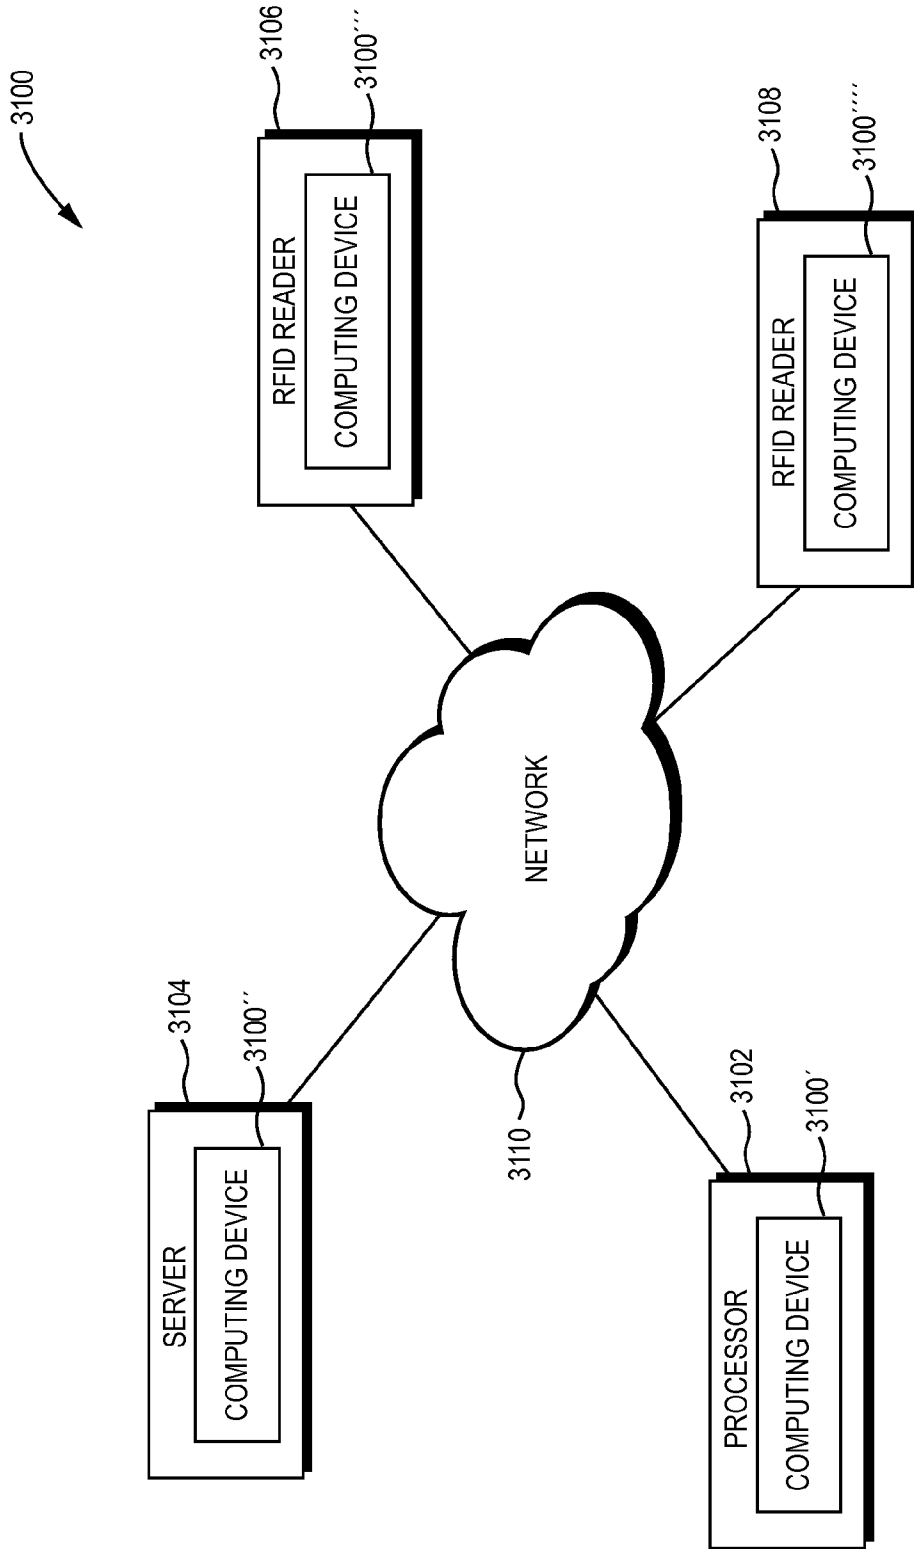 3100
SERVER
3104
COMPUTING DEVICE
3100´´
RFID READER
3106
COMPUTING DEVICE
3100´´´
3110
NETWORK
PROCESSOR
3102
COMPUTING DEVICE
3100´
RFID READER
3108
COMPUTING DEVICE
3100´´´´